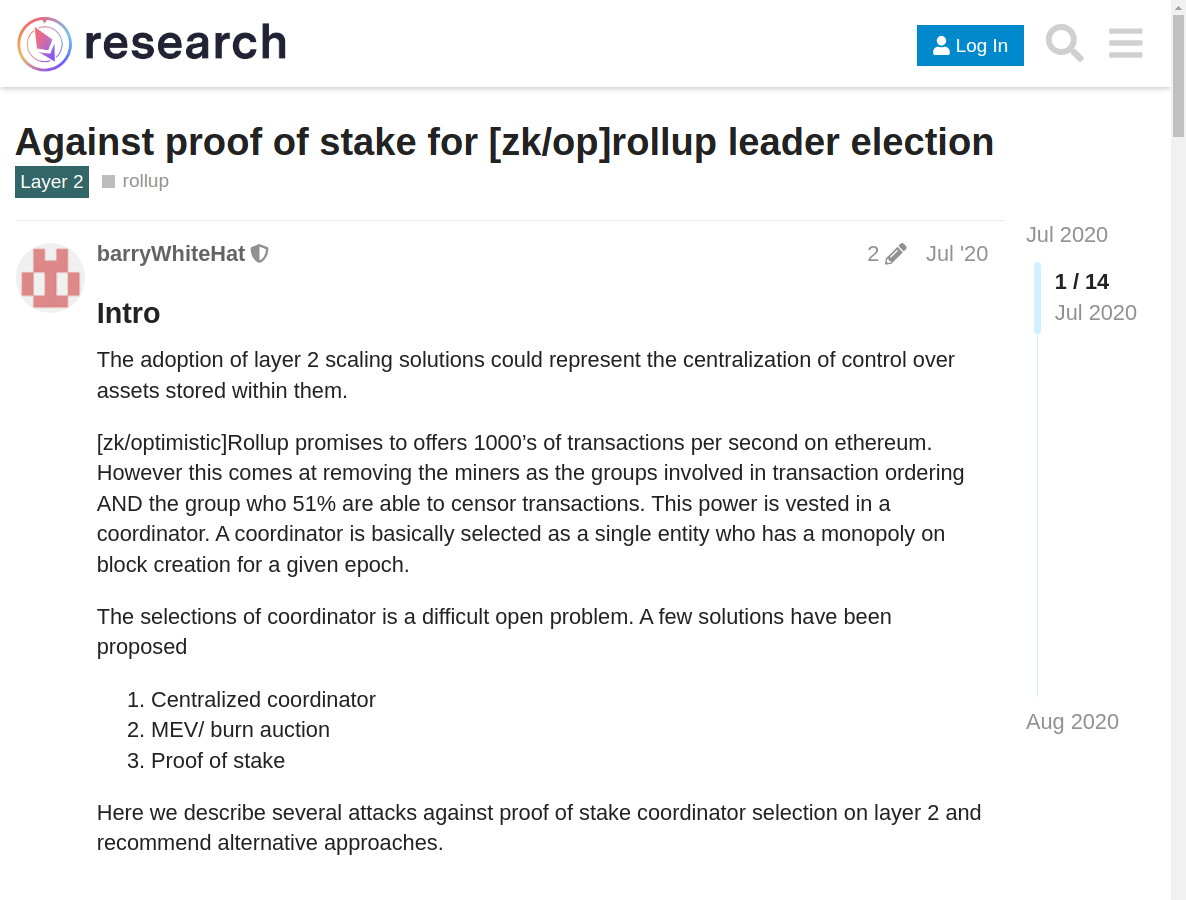 research
Log In
Against proof of stake for [zk/op]rollup leader election
Layer 2 rollup
barryWhiteHat 2 Jul '20
Jul 2020
1 / 14
Jul 2020
Aug 2020
Intro
The adoption of layer 2 scaling solutions could represent the centralization of control over
assets stored within them.
[zk/optimistic]Rollup promises to offers 1000’s of transactions per second on ethereum.
However this comes at removing the miners as the groups involved in transaction ordering
AND the group who 51% are able to censor transactions. This power is vested in a
coordinator. A coordinator is basically selected as a single entity who has a monopoly on
block creation for a given epoch.
The selections of coordinator is a difficult open problem. A few solutions have been
proposed
1. Centralized coordinator
2. MEV/ burn auction
3. Proof of stake
Here we describe several attacks against proof of stake coordinator selection on layer 2 and
recommend alternative approaches.